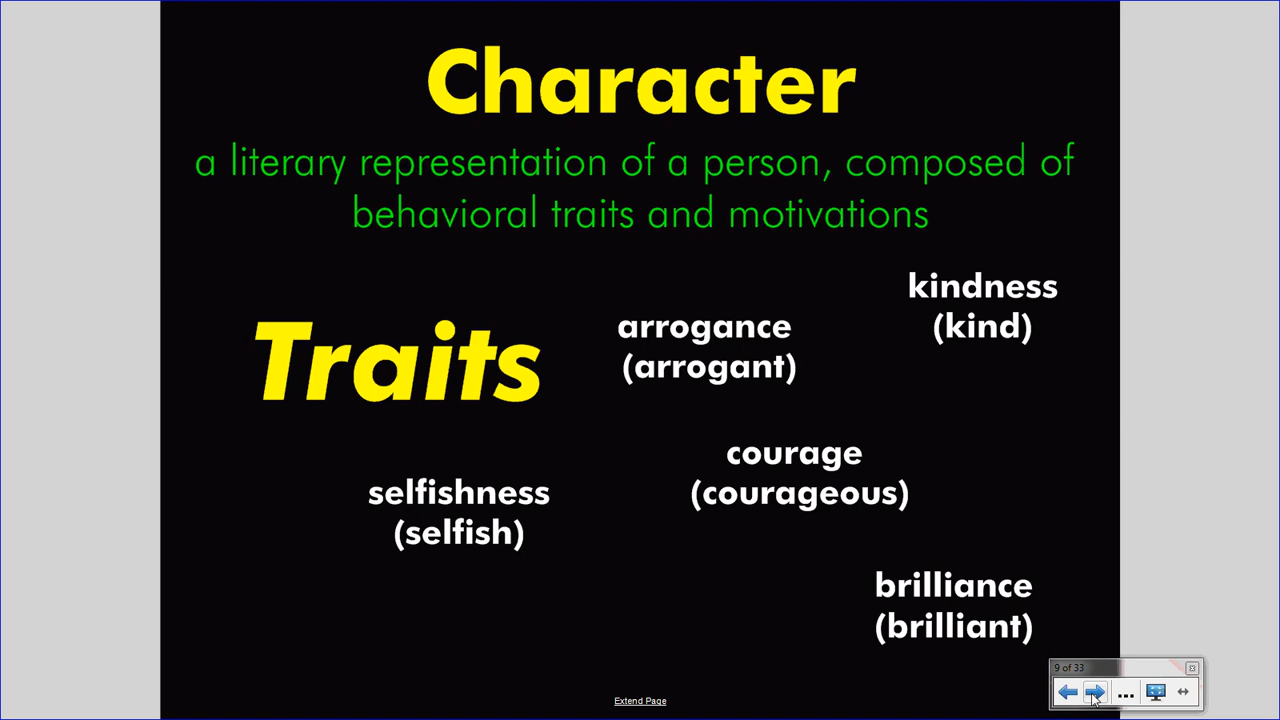 Character
a literary representation of a person, composed of
behavioral traits and motivations
Traits
arrogance
(arrogant)
kindness
(kind)
selfishness
(selfish)
courage
(courageous)
brilliance
(brilliant)
9 of 33
Extend Page